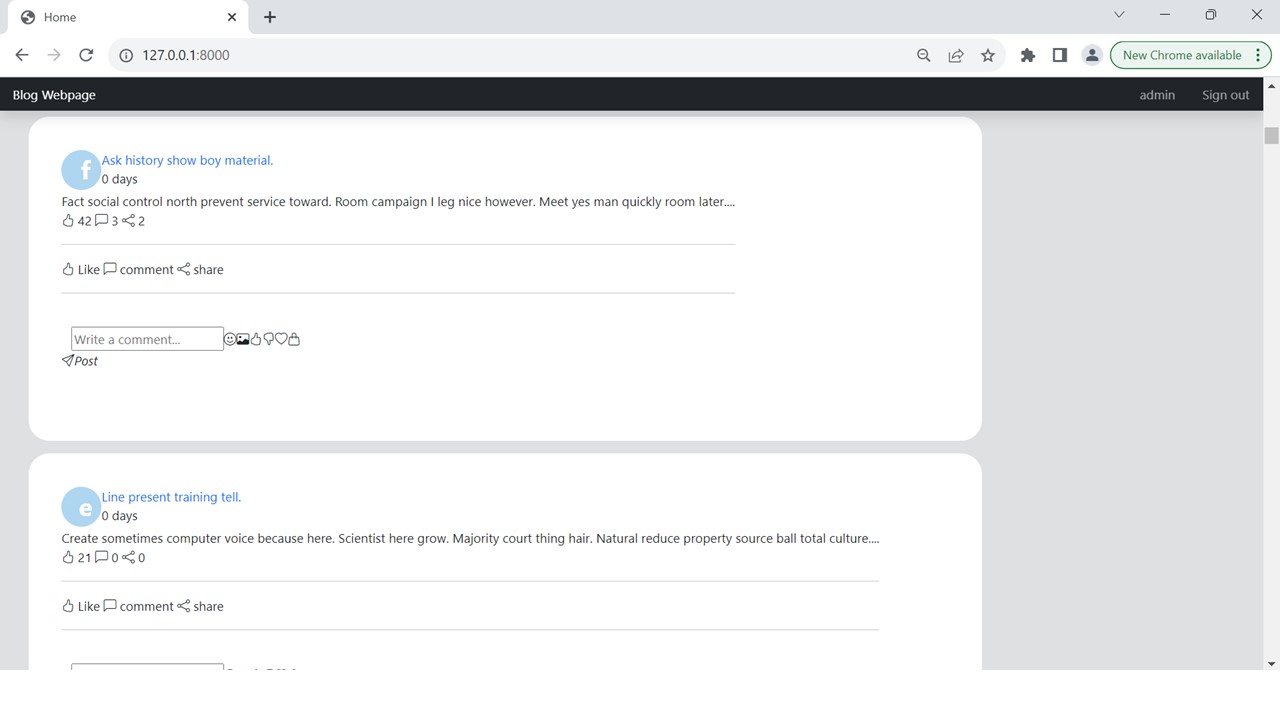 Home
127.0.0.1:8000
New Chrome available
Blog Webpage
admin
Sign out
f
Ask history show boy material.
0 days
Fact social control north prevent service toward. Room campaign I leg nice however. Meet yes man quickly room later....
42 3 2
Like comment share
Write a comment...
Post
e
Line present training tell.
0 days
Create sometimes computer voice because here. Scientist here grow. Majority court thing hair. Natural reduce property source ball total culture....
21 0 0
Like comment share